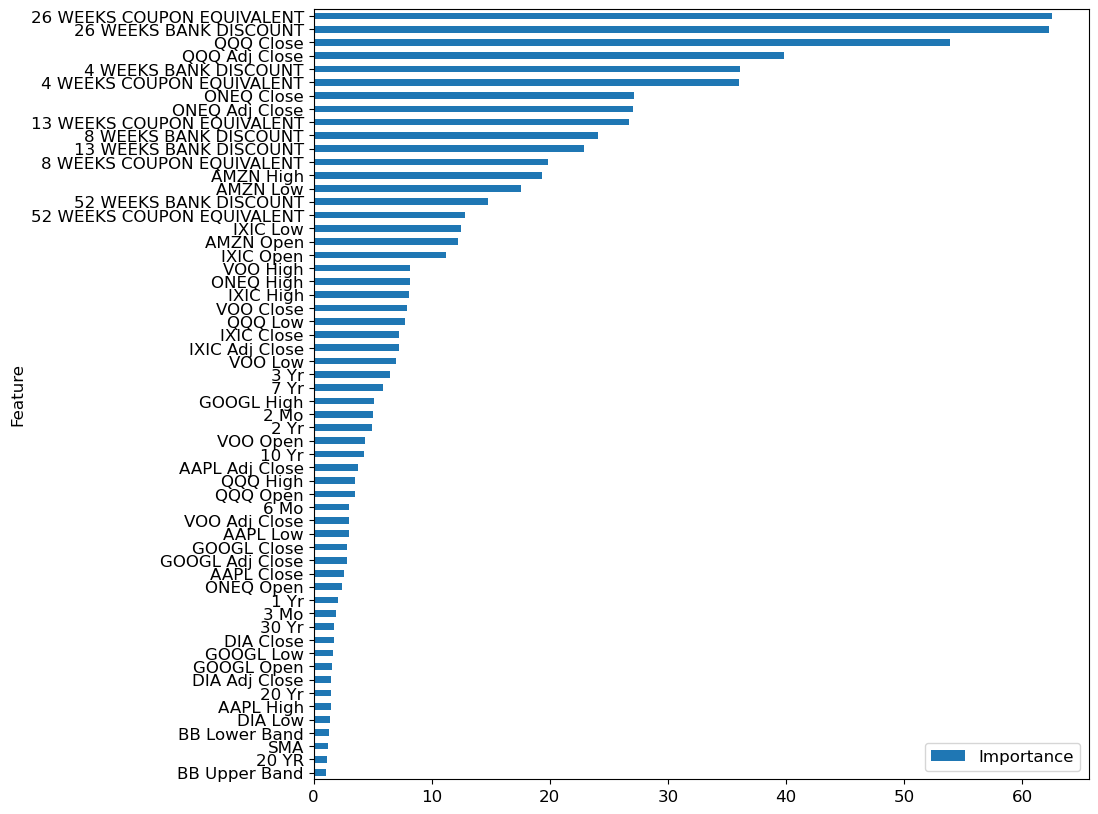 26 WEEKS COUPON EQUIVALENT
26 WEEKS BANK DISCOUNT
QQQ Close
QQQ Adj Close
4 WEEKS BANK DISCOUNT
4 WEEKS COUPON EQUIVALENT
ONEQ Close
ONEQ Adj Close
13 WEEKS COUPON EQUIVALENT
8 WEEKS BANK DISCOUNT
13 WEEKS BANK DISCOUNT
8 WEEKS COUPON EQUIVALENT
AMZN High
AMZN Low
52 WEEKS BANK DISCOUNT
52 WEEKS COUPON EQUIVALENT
IXIC Low
AMZN Open
IXIC Open
VOO High
ONEQ High
IXIC High
VOO Close
QQQ Low
IXIC Close
IXIC Adj Close
VOO Low
3 Yr
7 Yr
GOOGL High
2 Mo
2 Yr
VOO Open
10 Yr
AAPL Adj Close
QQQ High
QQQ Open
6 Mo
VOO Adj Close
AAPL Low
GOOGL Close
GOOGL Adj Close
AAPL Close
ONEQ Open
1 Yr
3 Mo
30 Yr
DIA Close
GOOGL Low
GOOGL Open
DIA Adj Close
20 Yr
AAPL High
DIA Low
BB Lower Band
SMA
20 YR
BB Upper Band
Feature
Importance
0 10 20 30 40 50 60